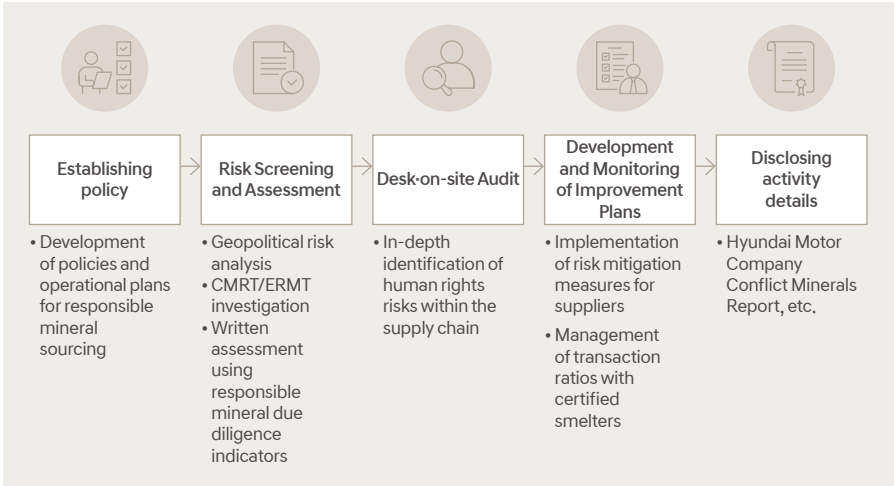 Establishing
policy
• Development
of policies and
operational plans
for responsible
mineral
sourcing
Risk Screening
and Assessment
• Geopolitical risk
analysis
• CMRT/ERMT
investigation
• Written
assessment
using
responsible
mineral due
diligence
indicators
Desk·on-site Audit
• In-depth
identification of
human rights
risks within the
supply chain
Development
and Monitoring
of Improvement
Plans
• Implementation
of risk mitigation
measures for
suppliers
• Management
of transaction
ratios with
certified
smelters
Disclosing
activity
details
• Hyundai Motor
Company
Conflict Minerals
Report, etc.